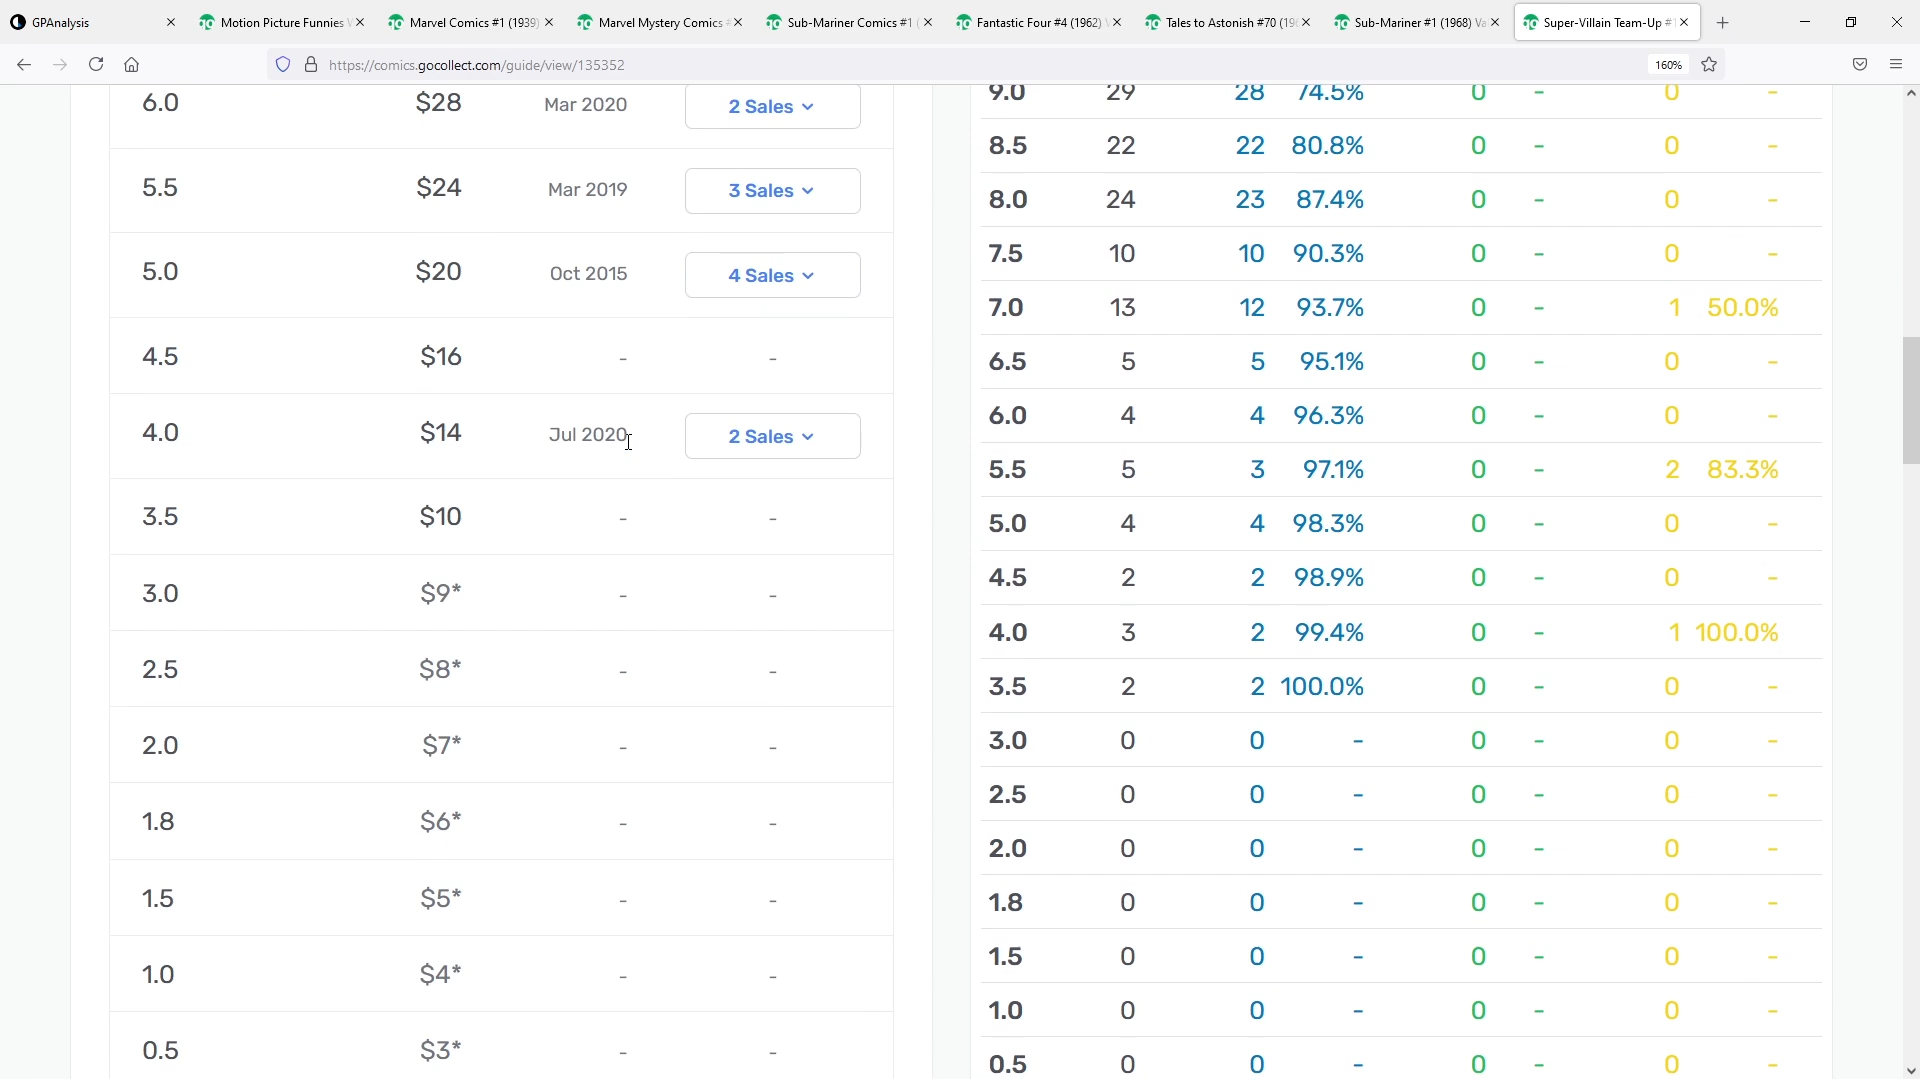 GPAnalysis
Motion Picture Funnies
Marvel Comics #1 (1939)
Marvel Mystery Comics
Sub-Mariner Comics #1
Fantastic Four #4 (1962)
Tales to Astonish #70 (19
Sub-Mariner #1 (1968) Va
Super-Villain Team-Up #1
https://comics.gocollect.com/guide/view/135352
160%
6.0 $28 Mar 2020 2 Sales
5.5 $24 Mar 2019 3 Sales
5.0 $20 Oct 2015 4 Sales
4.5 $16 - -
4.0 $14 Jul 2020 2 Sales
3.5 $10 - -
3.0 $9* - -
2.5 $8* - -
2.0 $7* - -
1.8 $6* - -
1.5 $5* - -
1.0 $4* - -
0.5 $3* - -
9.0 29 28 74.5% 0 - 0 -
8.5 22 22 80.8% 0 - 0 -
8.0 24 23 87.4% 0 - 0 -
7.5 10 10 90.3% 0 - 0 -
7.0 13 12 93.7% 0 - 1 50.0%
6.5 5 5 95.1% 0 - 0 -
6.0 4 4 96.3% 0 - 0 -
5.5 5 3 97.1% 0 - 2 83.3%
5.0 4 4 98.3% 0 - 0 -
4.5 2 2 98.9% 0 - 0 -
4.0 3 2 99.4% 0 - 1 100.0%
3.5 2 2 100.0% 0 - 0 -
3.0 0 0 - 0 - 0 -
2.5 0 0 - 0 - 0 -
2.0 0 0 - 0 - 0 -
1.8 0 0 - 0 - 0 -
1.5 0 0 - 0 - 0 -
1.0 0 0 - 0 - 0 -
0.5 0 0 - 0 - 0 -